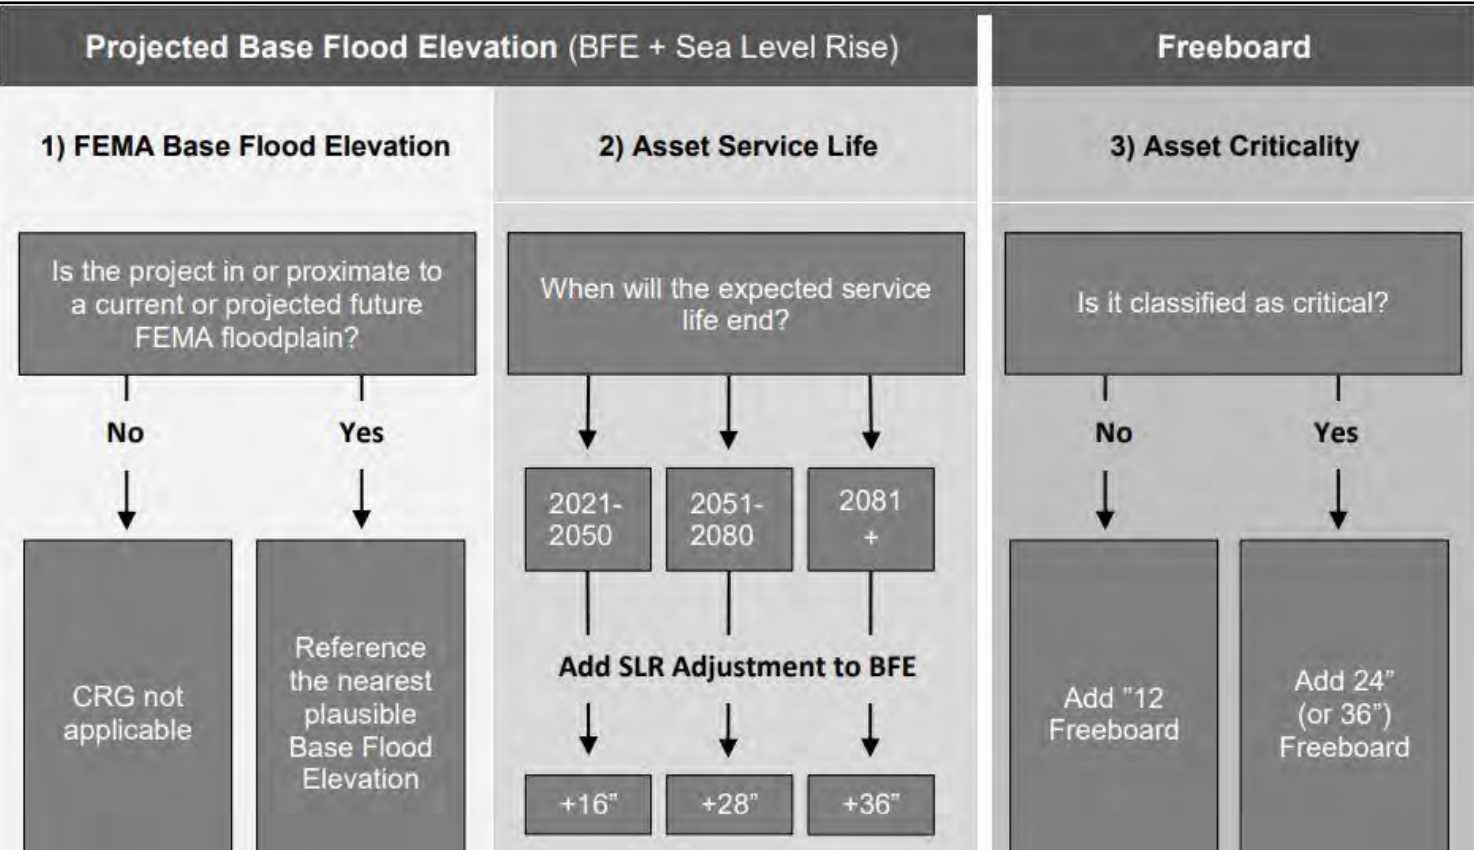 Projected Base Flood Elevation (BFE + Sea Level Rise)
Freeboard
1) FEMA Base Flood Elevation
2) Asset Service Life
3) Asset Criticality
Is the project in or proximate to
a current or projected future
FEMA floodplain?
No
Yes
CRG not
applicable
Reference
the nearest
plausible
Base Flood
Elevation
When will the expected service
life end?
2021-
2050
2051-
2080
2081
+
Add SLR Adjustment to BFE
+16”
+28”
+36”
Is it classified as critical?
No
Yes
Add ”12
Freeboard
Add 24”
(or 36”)
Freeboard